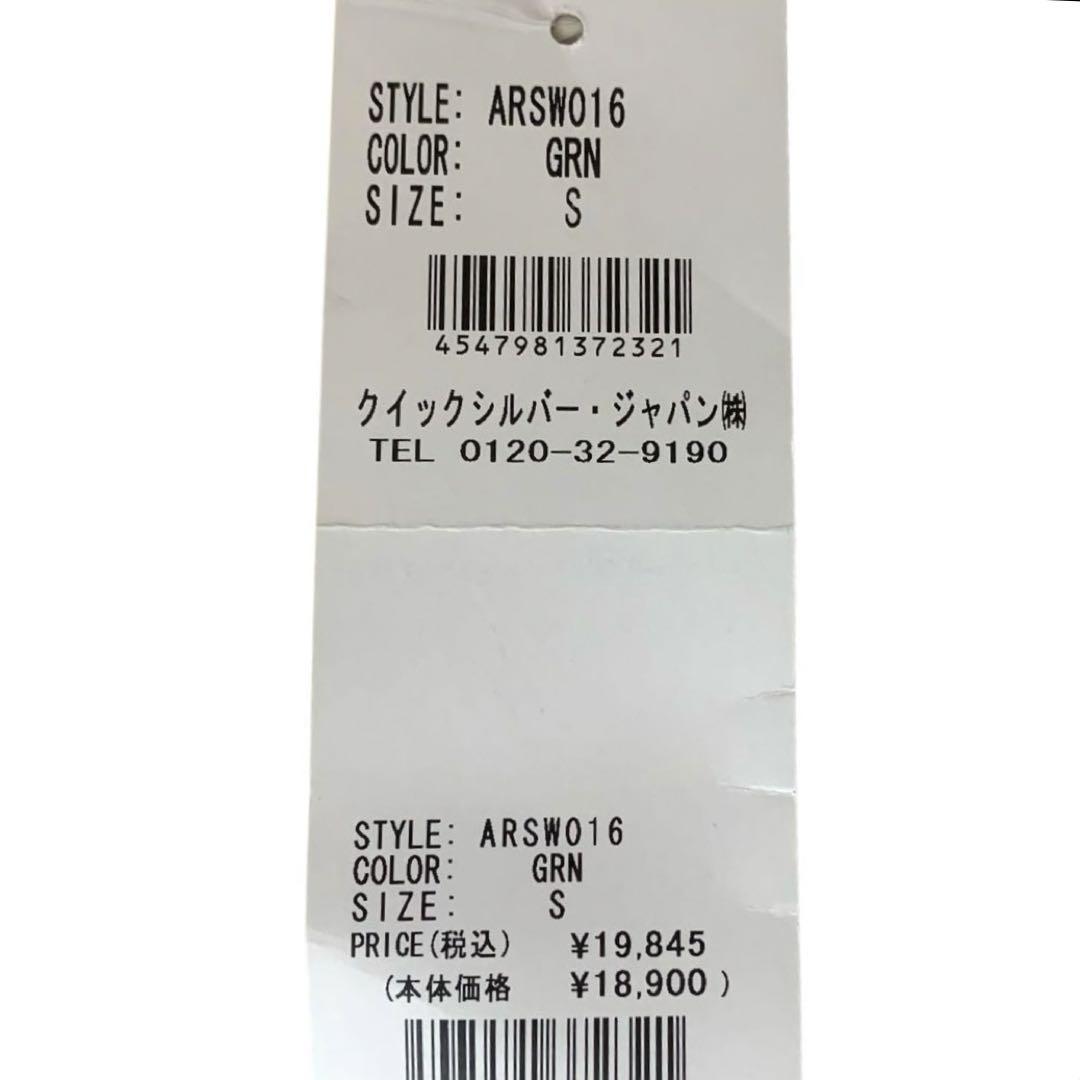 STYLE: ARSW016
COLOR: GRN
SIZE: S
4547981372321
クイックシルバー・ジャパン㈱
TEL 0120-32-9190
STYLE: ARSW016
COLOR: GRN
SIZE: S
PRICE(税込) ¥19,845
(本体価格 ¥18,900 )